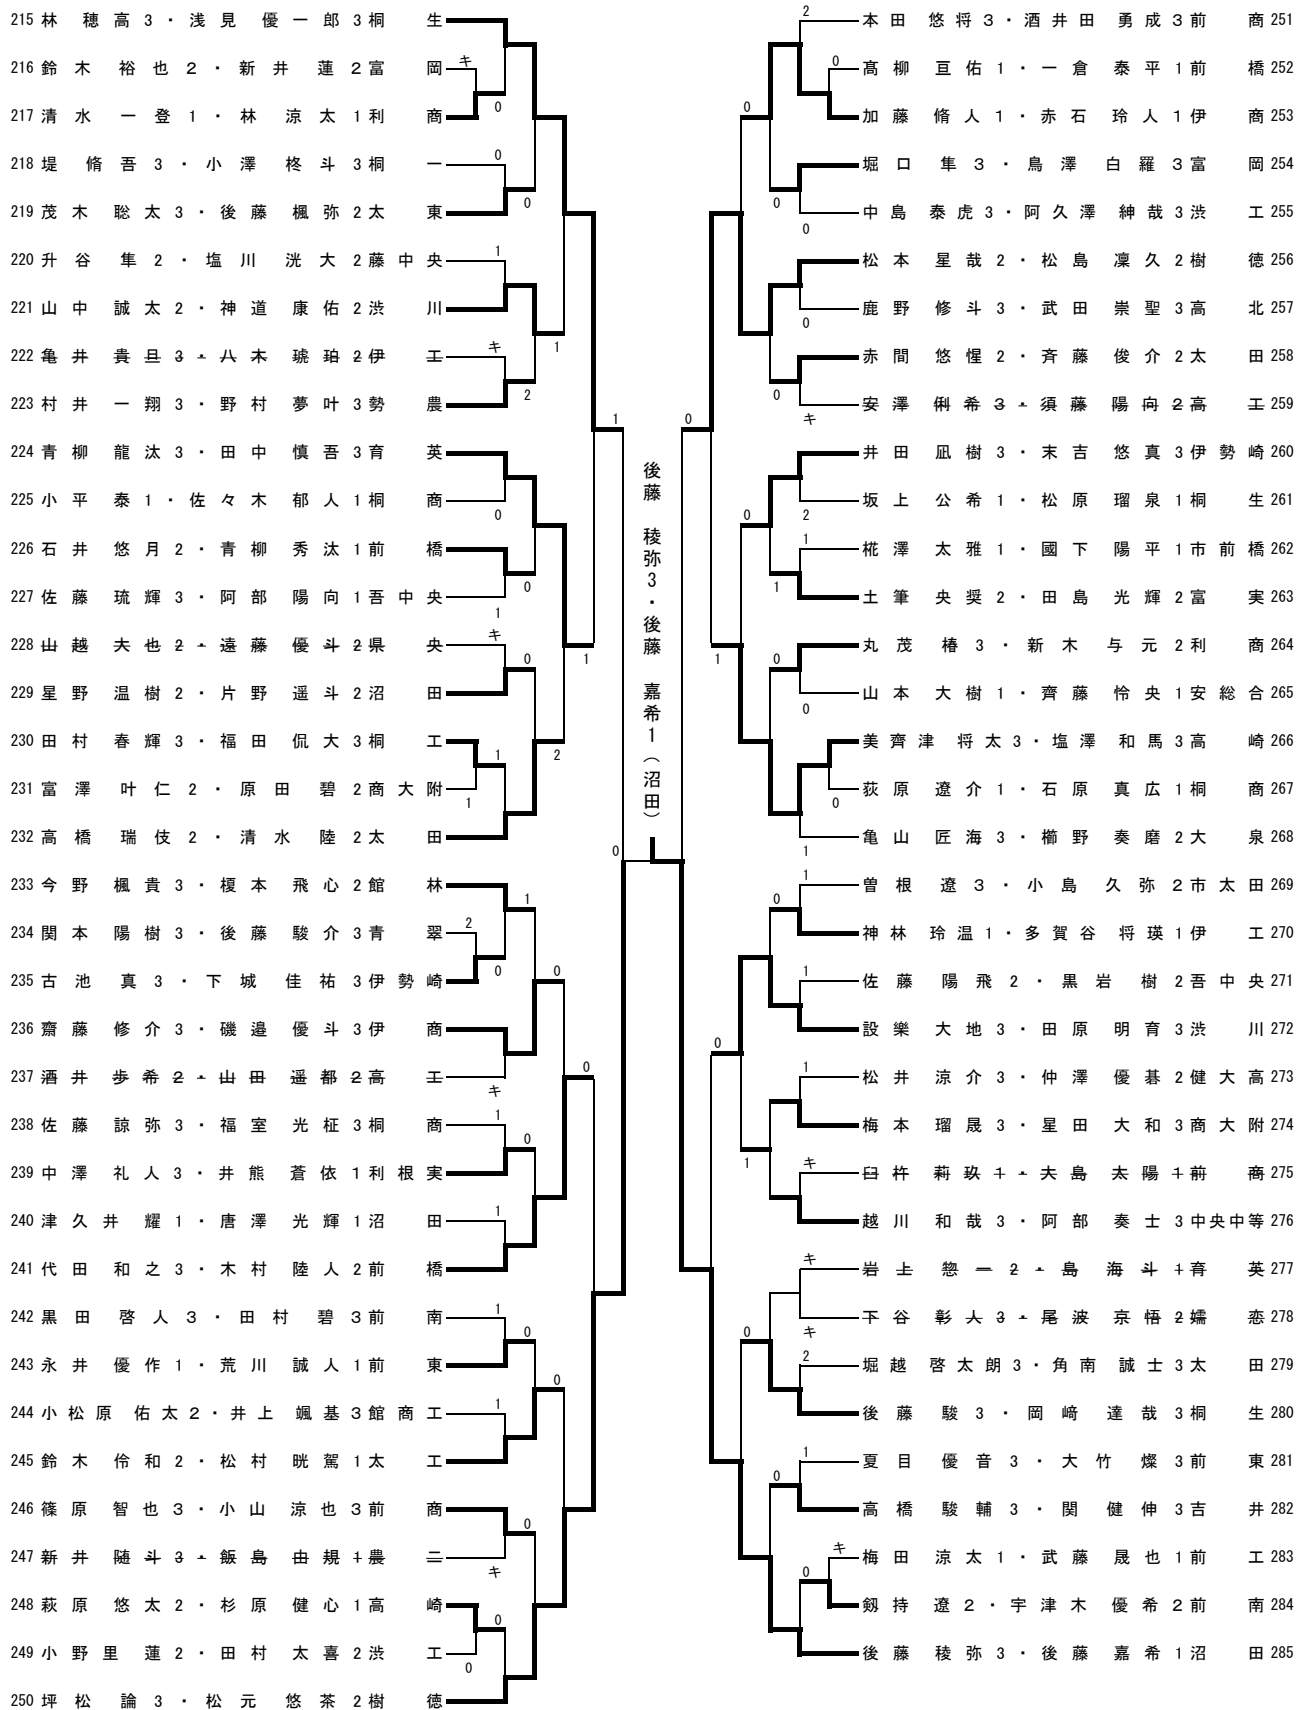 215 林 穂高3・浅見 優一郎3 桐生
216 鈴木 裕也2・新井 蓮2 富岡
217 清水 一登1・林 涼太1 利商
218 堤 脩吾3・小澤 柊斗3 桐一
219 茂木 聡太3・後藤 楓弥2 太東
220 升谷 隼2・塩川 洸大2 藤中央
221 山中 誠太2・神道 康佑2 渋川
222 亀井 貴旦3・八木 琥珀2 伊工
223 村井 一翔3・野村 夢叶3 勢農
224 青柳 龍汰3・田中 慎吾3 育英
225 小平 泰1・佐々木 郁人1 桐商
226 石井 悠月2・青柳 秀汰1 前橋
227 佐藤 琉輝3・阿部 陽向1 吾中央
228 山越 大也2・遠藤 優斗2 県央
229 星野 温樹2・片野 遥斗2 沼田
230 田村 春輝3・福田 侃大3 桐工
231 富澤 叶仁2・原田 碧2 商大附
232 高橋 瑞伎2・清水 陸2 太田
233 今野 楓貴3・榎本 飛心2 館林
234 関本 陽樹3・後藤 駿介3 青翠
235 古池 真3・下城 佳祐3 伊勢崎
236 齋藤 修介3・磯邉 優斗3 伊商
237 酒井 歩希2・山田 遥都2 高工
238 佐藤 諒弥3・福室 光柾3 桐商
239 中澤 礼人3・井熊 蒼依1 利根実
240 津久井 耀1・唐澤 光輝1 沼田
241 代田 和之3・木村 陸人2 前橋
242 黒田 啓人3・田村 碧3 前南
243 永井 優作1・荒川 誠人1 前東
244 小松原 佑太2・井上 颯基3 館商工
245 鈴木 伶和2・松村 晄駕1 太工
246 篠原 智也3・小山 涼也3 前商
247 新井 随斗3・飯島 由規1 農二
248 萩原 悠太2・杉原 健心1 高崎
249 小野里 蓮2・田村 太喜2 渋工
250 坪松 論3・松元 悠茶2 樹徳
後藤 稜弥3・後藤 嘉希1(沼田)
本田 悠将3・酒井田 勇成3 前商 251
髙柳 亘佑1・一倉 泰平1 前橋 252
加藤 脩人1・赤石 玲人1 伊商 253
堀口 隼3・鳥澤 白羅3 富岡 254
中島 泰虎3・阿久澤 紳哉3 渋工 255
松本 星哉2・松島 凜久2 樹徳 256
鹿野 修斗3・武田 崇聖3 高北 257
赤間 悠惺2・斉藤 俊介2 太田 258
安澤 俐希3・須藤 陽向2 高工 259
井田 凪樹3・末吉 悠真3 伊勢崎 260
坂上 公希1・松原 瑠泉1 桐生 261
椛澤 太雅1・國下 陽平1 市前橋 262
土筆 央奨2・田島 光輝2 富実 263
丸茂 椿3・新木 与元2 利商 264
山本 大樹1・齊藤 怜央1 安総合 265
美齊津 将太3・塩澤 和馬3 高崎 266
荻原 遼介1・石原 真広1 桐商 267
亀山 匠海3・櫛野 奏磨2 大泉 268
曽根 遼3・小島 久弥2 市太田 269
神林 玲温1・多賀谷 将瑛1 伊工 270
佐藤 陽飛2・黒岩 樹2 吾中央 271
設樂 大地3・田原 明育3 渋川 272
松井 涼介3・仲澤 優碁2 健大高 273
梅本 瑠晟3・星田 大和3 商大附 274
臼杵 莉玖1・大島 太陽1 前商 275
越川 和哉3・阿部 奏士3 中央中等 276
岩上 惣一2・島 海斗1 育英 277
下谷 彰人3・尾波 京悟2 嬬恋 278
堀越 啓太朗3・角南 誠士3 太田 279
後藤 駿3・岡﨑 達哉3 桐生 280
夏目 優音3・大竹 燦3 前東 281
高橋 駿輔3・関 健伸3 吉井 282
梅田 涼太1・武藤 晟也1 前工 283
剱持 遼2・宇津木 優希2 前南 284
後藤 稜弥3・後藤 嘉希1 沼田 285